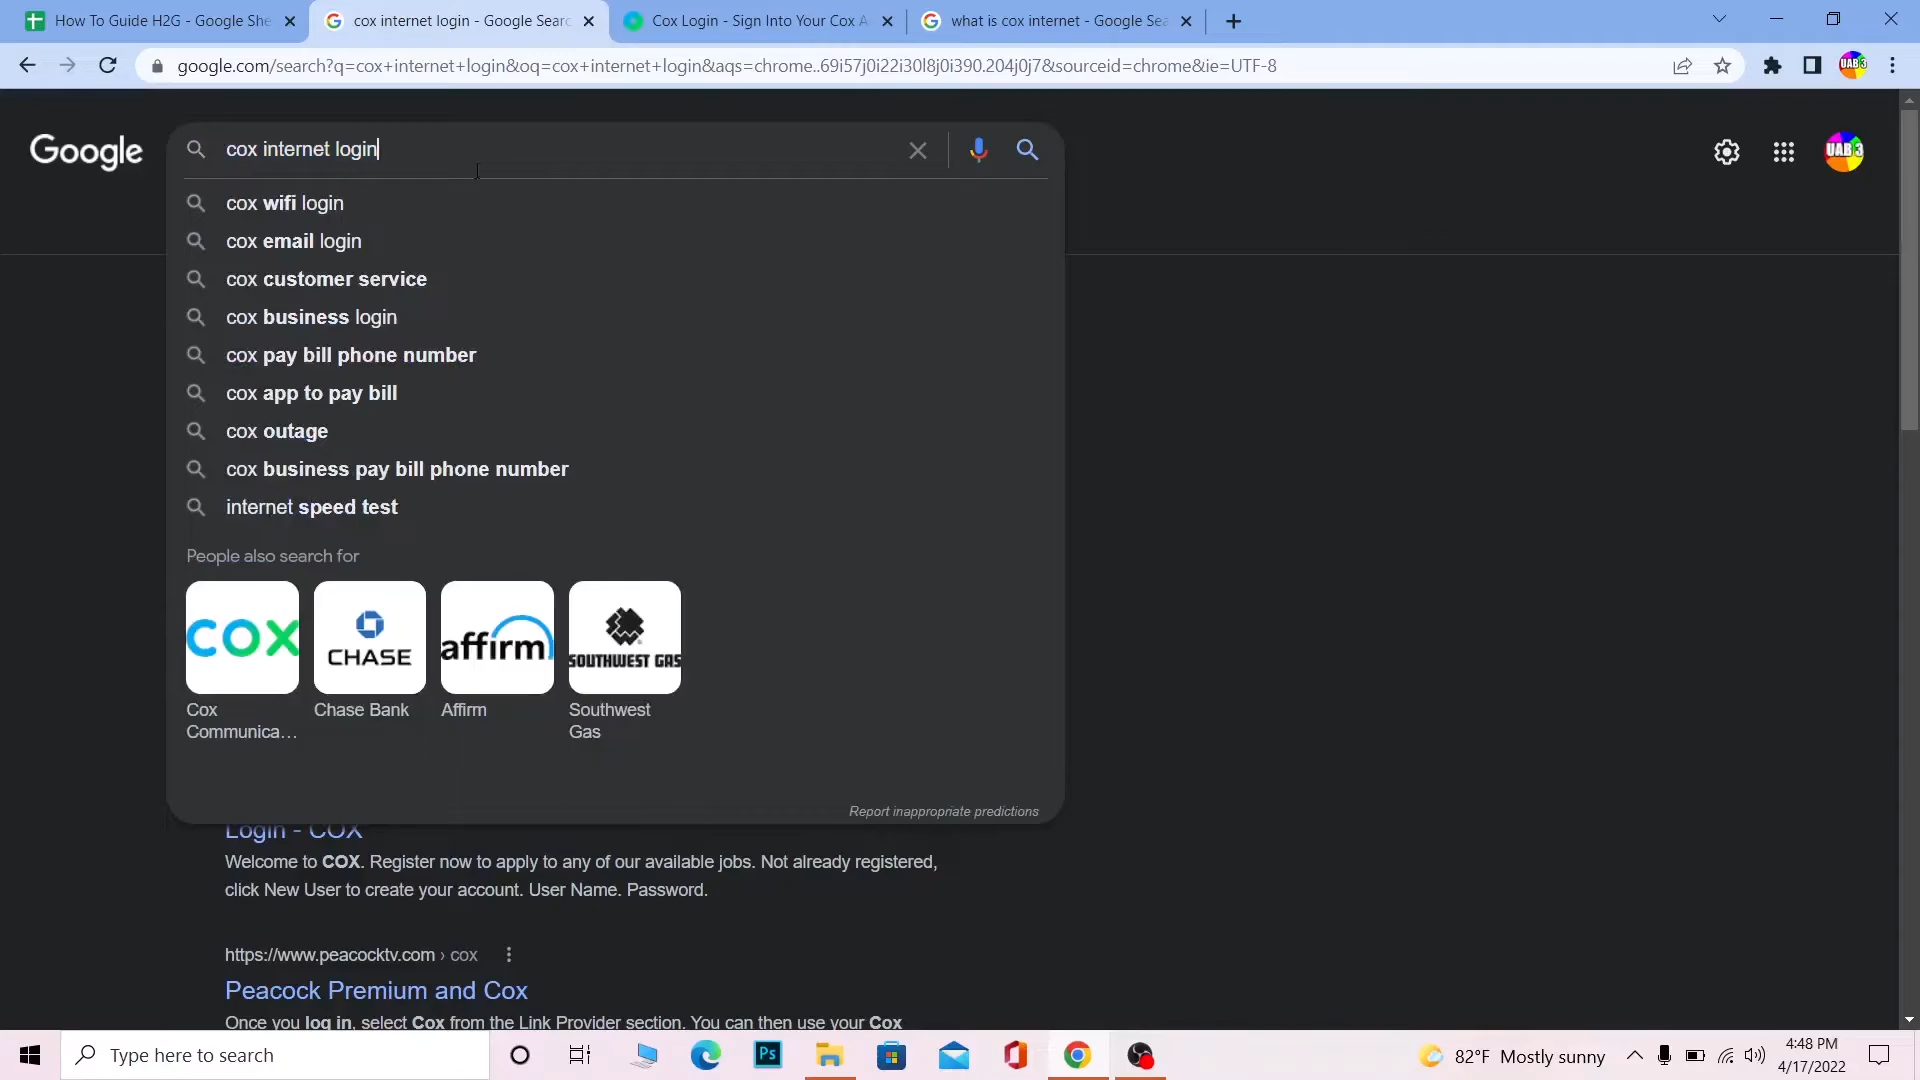 How To Guide H2G - Google She
cox internet login - Google Searc
Cox Login - Sign Into Your Cox A
what is cox internet - Google Sea
google.com/search?q=cox+internet+login&oq=cox+internet+login&aqs=chrome..69i57j0i22i30l8j0i390.204j0j7&sourceid=chrome&ie=UTF-8
UAB 3
Google
cox internet login
UAB 3
cox wifi login
cox email login
cox customer service
cox business login
cox pay bill phone number
cox app to pay bill
cox outage
cox business pay bill phone number
internet speed test
People also search for
COX
CHASE
affirm
SOUTHWEST GAS
Cox Communica...
Chase Bank
Affirm
Southwest Gas
Report inappropriate predictions
Login - COX
Welcome to COX. Register now to apply to any of our available jobs. Not already registered,
click New User to create your account. User Name. Password.
https://www.peacocktv.com › cox
Peacock Premium and Cox
Once you log in, select Cox from the Link Provider section. You can then use your Cox
Type here to search
Ps
82°F Mostly sunny
4:48 PM
4/17/2022